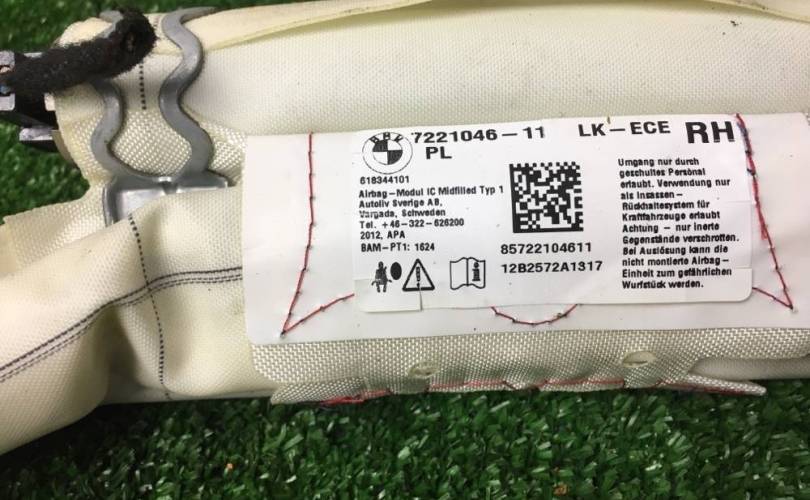 7221046-11 LK-ECE RH
PL
618344101
Airbag-Modul IC Midfilled Typ 1
Autoliv Sverige AB,
Vargada, Schweden
Tel. +46-322-626200
2012, APA
BAM-PT1: 1624
85722104611
12B2572A1317
Umgang nur durch
geschultes Personal
erlaubt. Verwendung nur
als Insassen-
Rückhaltesystem für
Kraftfahrzeuge erlaubt
Achtung - nur inerte
Gegenstände verschrotten.
Bei Auslösung kann die
nicht montierte Airbag-
Einheit zum gefährlichen
Wurfstück werden.